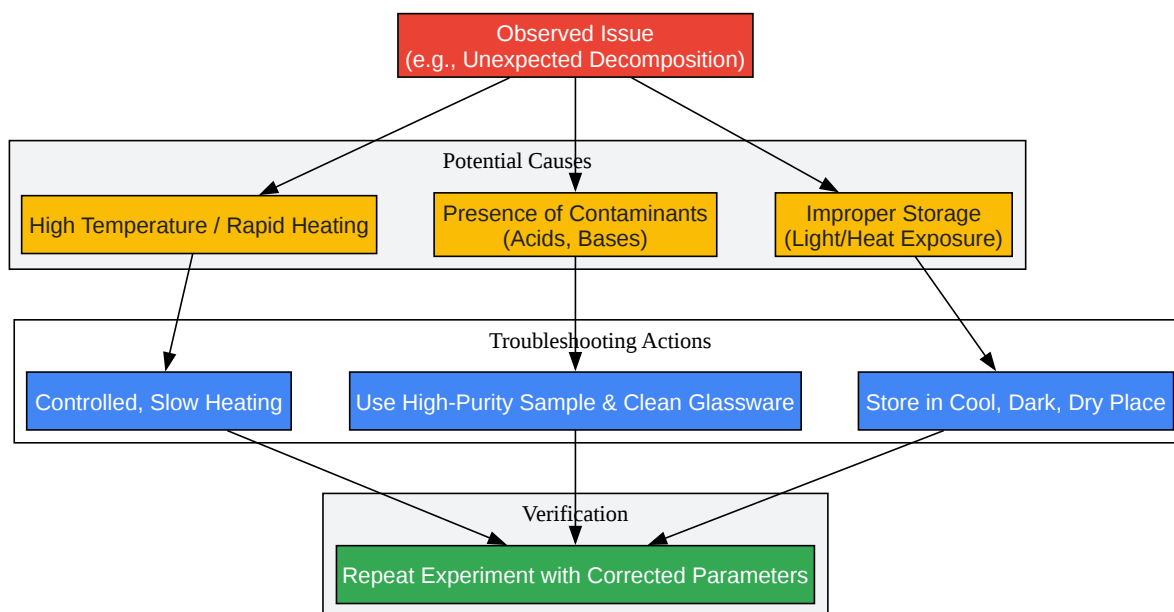 Observed Issue
(e.g., Unexpected Decomposition)
Potential Causes
High Temperature / Rapid Heating
Presence of Contaminants
(Acids, Bases)
Improper Storage
(Light/Heat Exposure)
Troubleshooting Actions
Controlled, Slow Heating
Use High-Purity Sample & Clean Glassware
Store in Cool, Dark, Dry Place
Verification
Repeat Experiment with Corrected Parameters